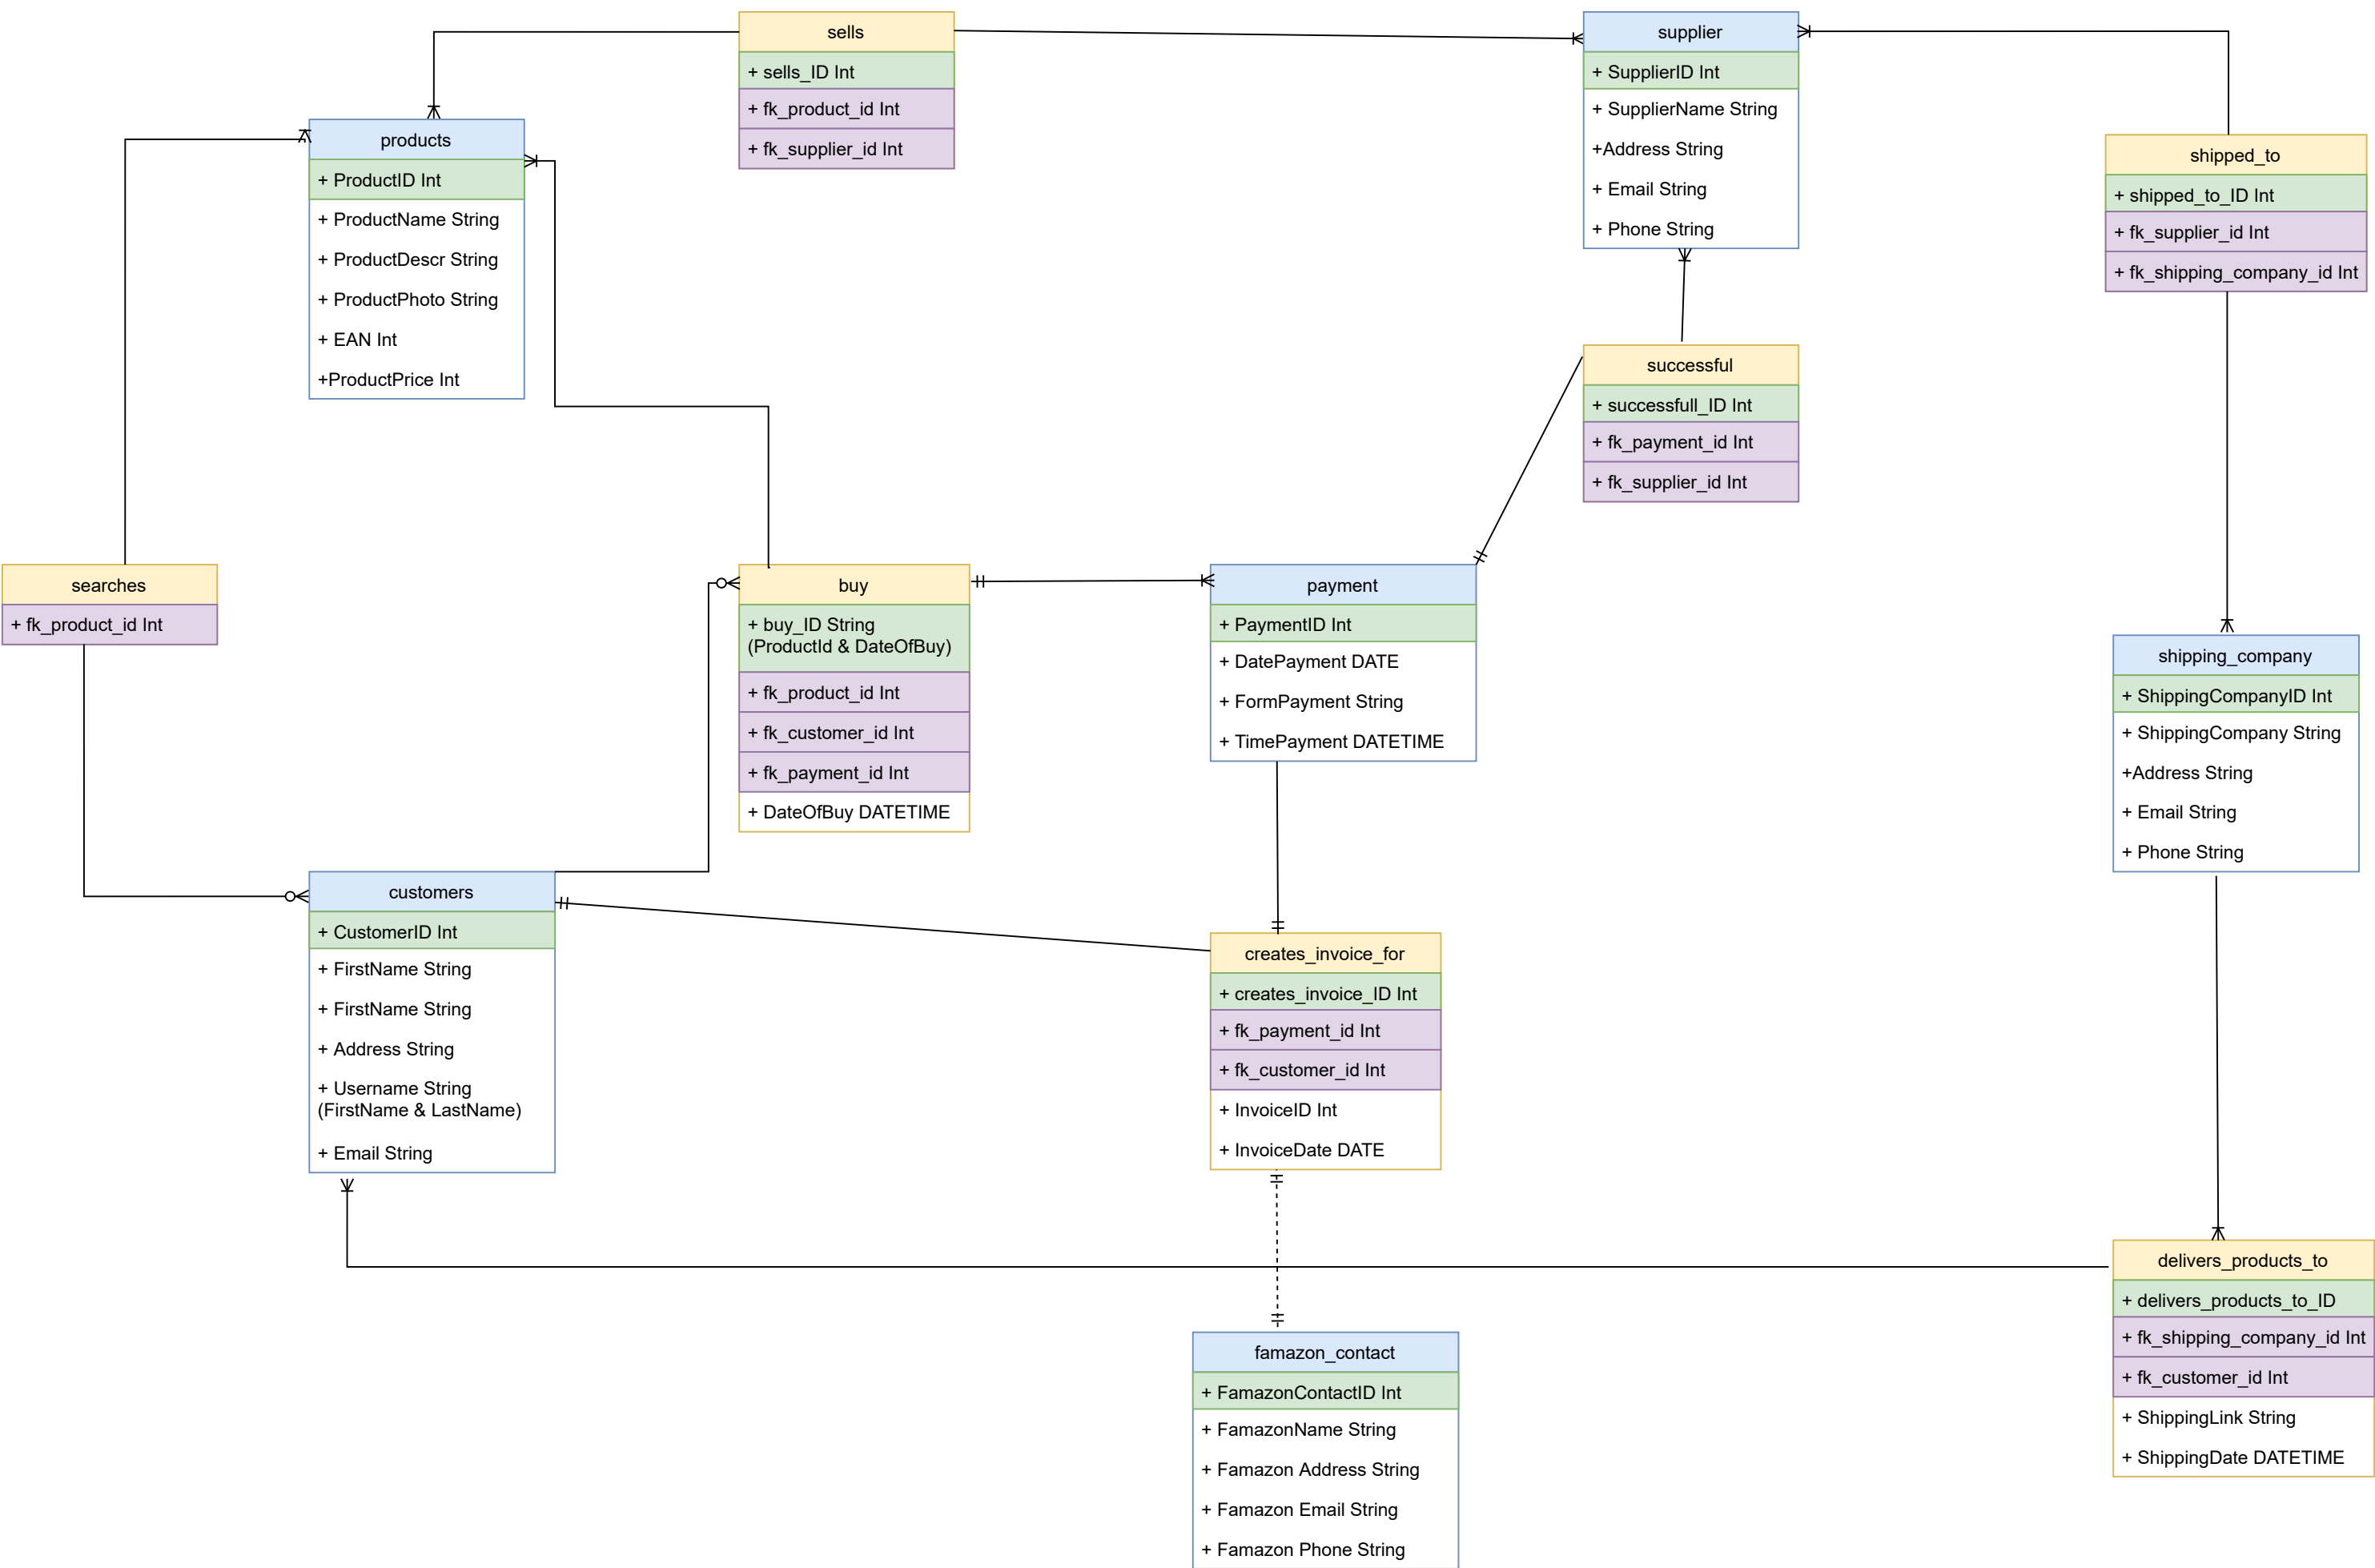 sells
+ sells_ID Int
+ fk_product_id Int
+ fk_supplier_id Int
supplier
+ SupplierID Int
+ SupplierName String
+Address String
+ Email String
+ Phone String
products
+ ProductID Int
+ ProductName String
+ ProductDescr String
+ ProductPhoto String
+ EAN Int
+ProductPrice Int
shipped_to
+ shipped_to_ID Int
+ fk_supplier_id Int
+ fk_shipping_company_id Int
successful
+ successfull_ID Int
+ fk_payment_id Int
+ fk_supplier_id Int
searches
+ fk_product_id Int
buy
+ buy_ID String
(ProductId & DateOfBuy)
+ fk_product_id Int
+ fk_customer_id Int
+ fk_payment_id Int
+ DateOfBuy DATETIME
payment
+ PaymentID Int
+ DatePayment DATE
+ FormPayment String
+ TimePayment DATETIME
shipping_company
+ ShippingCompanyID Int
+ ShippingCompany String
+Address String
+ Email String
+ Phone String
customers
+ CustomerID Int
+ FirstName String
+ FirstName String
+ Address String
+ Username String
(FirstName & LastName)
+ Email String
creates_invoice_for
+ creates_invoice_ID Int
+ fk_payment_id Int
+ fk_customer_id Int
+ InvoiceID Int
+ InvoiceDate DATE
delivers_products_to
+ delivers_products_to_ID
+ fk_shipping_company_id Int
+ fk_customer_id Int
+ ShippingLink String
+ ShippingDate DATETIME
famazon_contact
+ FamazonContactID Int
+ FamazonName String
+ Famazon Address String
+ Famazon Email String
+ Famazon Phone String